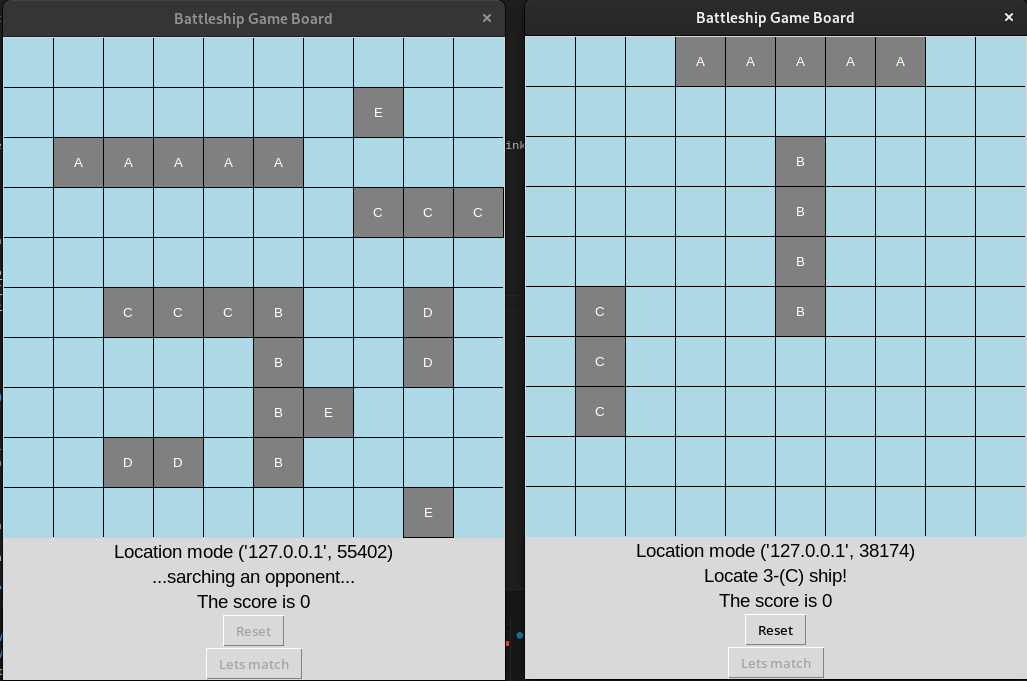 Battleship Game Board ×
E
A A A A A
C C C
C C C B D
B D
B E
D D B
E
Location mode ('127.0.0.1', 55402)
...sarching an opponent...
The score is 0
Reset
Lets match
ink
Battleship Game Board ×
A A A A A
B
B
B
C B
C
C
Location mode ('127.0.0.1', 38174)
Locate 3-(C) ship!
The score is 0
Reset
Lets match